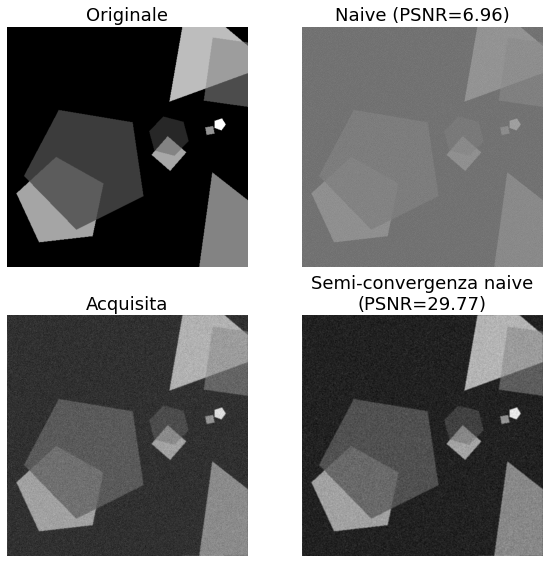 Originale
Naive (PSNR=6.96)
Acquisita
Semi-convergenza naive
(PSNR=29.77)